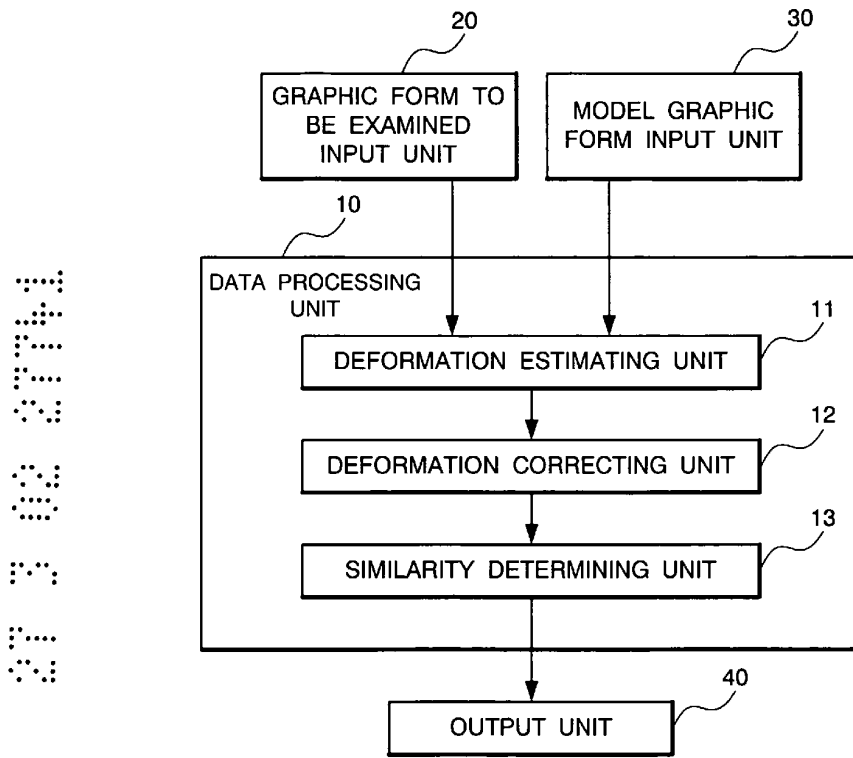 20
30
GRAPHIC FORM TO
BE EXAMINED
INPUT UNIT
MODEL GRAPHIC
FORM INPUT UNIT
10
DATA PROCESSING
UNIT
11
DEFORMATION ESTIMATING UNIT
12
DEFORMATION CORRECTING UNIT
13
SIMILARITY DETERMINING UNIT
40
OUTPUT UNIT